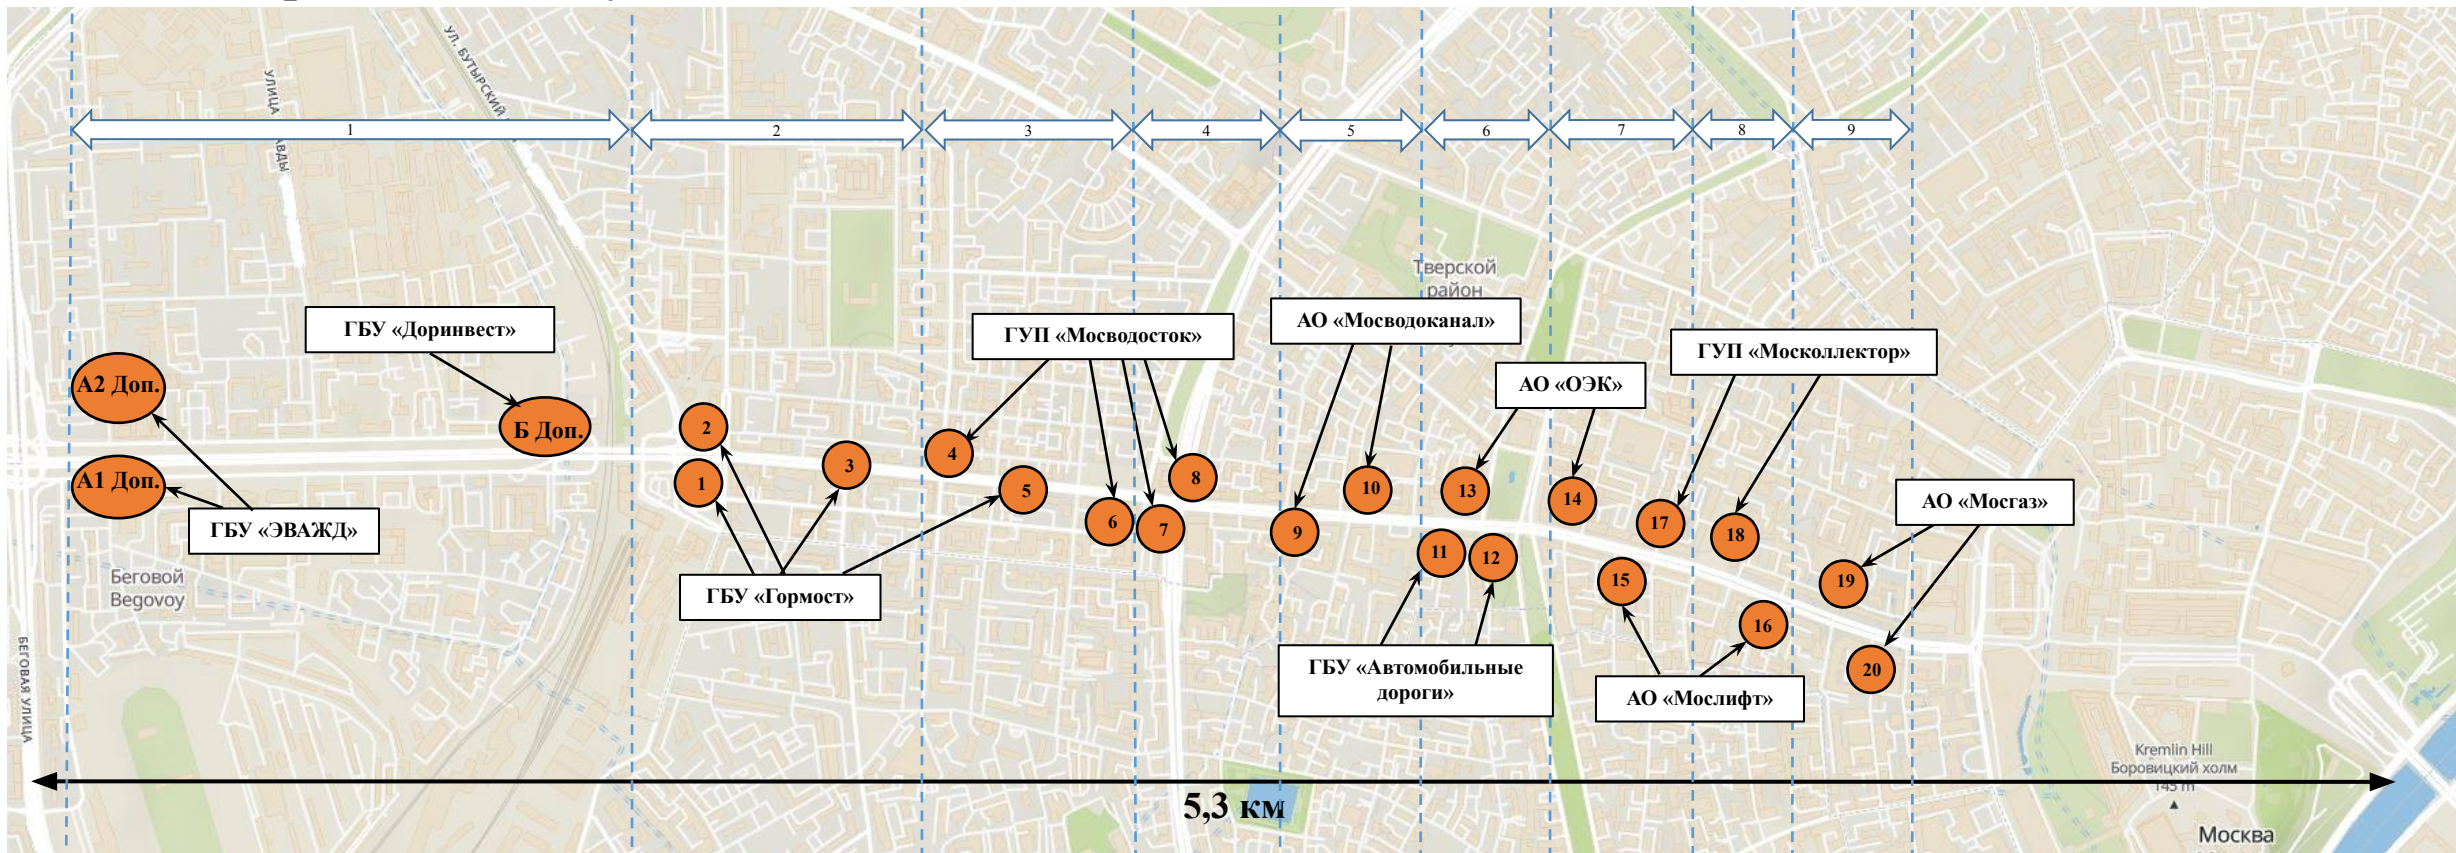 УЛ. БУТЫРСКИЙ
УЛИЦА
АВДЫ
1
2
3
4
5
6
7
8
9
Тверской
район
ГБУ «Доринвест»
ГУП «Мосводосток»
АО «Мосводоканал»
ГУП «Москоллектор»
АО «ОЭК»
А2 Доп.
Б Доп.
А1 Доп.
2
1
3
4
5
6
7
8
9
10
13
11
12
14
17
18
15
16
19
20
ГБУ «ЭВАЖД»
АО «Мосгаз»
Беговой
Begovoy
ГБУ «Гормост»
ГБУ «Автомобильные
дороги»
АО «Мослифт»
БЕГОВАЯ УЛИЦА
Kremlin Hill
Боровицкий холм
145 m
5,3 км
Москва